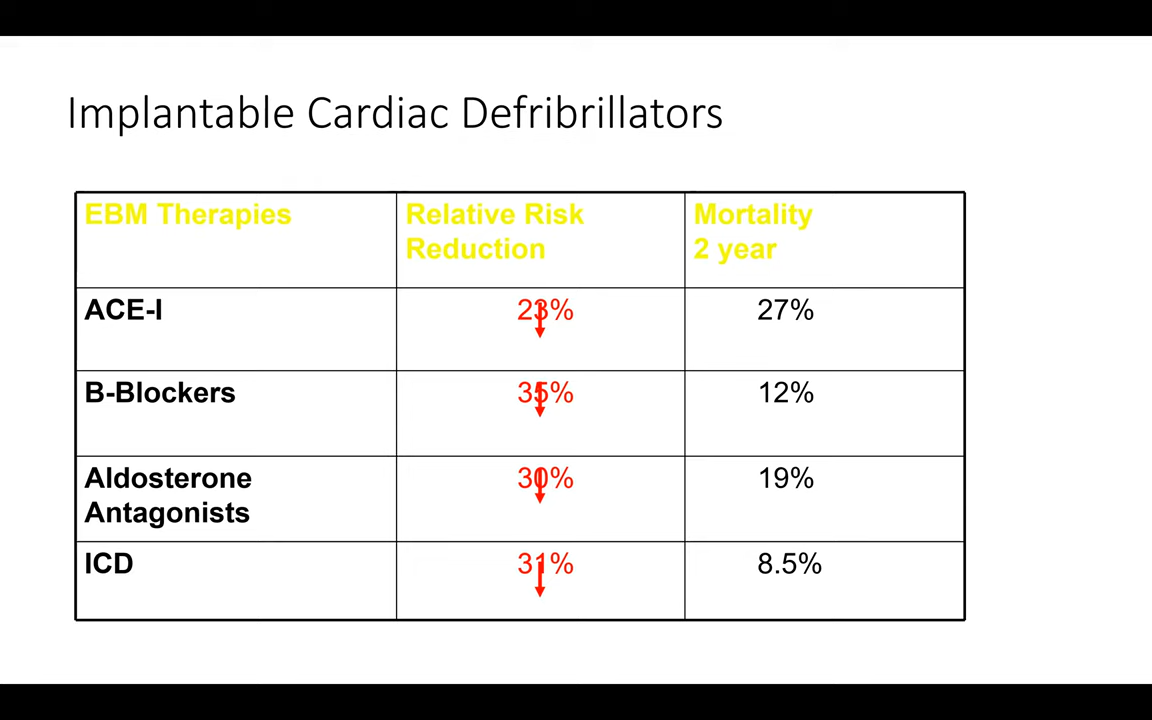 Implantable Cardiac Defribrillators
EBM Therapies
Relative Risk
Reduction
Mortality
2 year
ACE-I
23%
27%
B-Blockers
35%
12%
Aldosterone
Antagonists
30%
19%
ICD
31%
8.5%